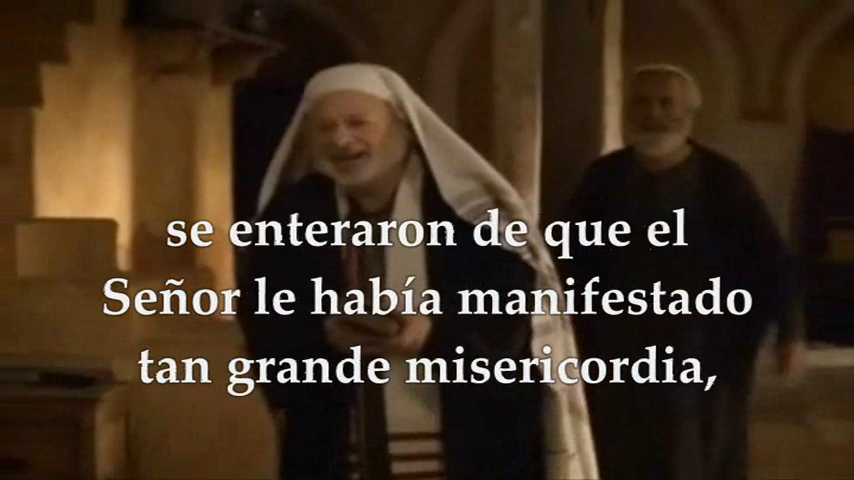 se enteraron de que el
Señor le había manifestado
tan grande misericordia,